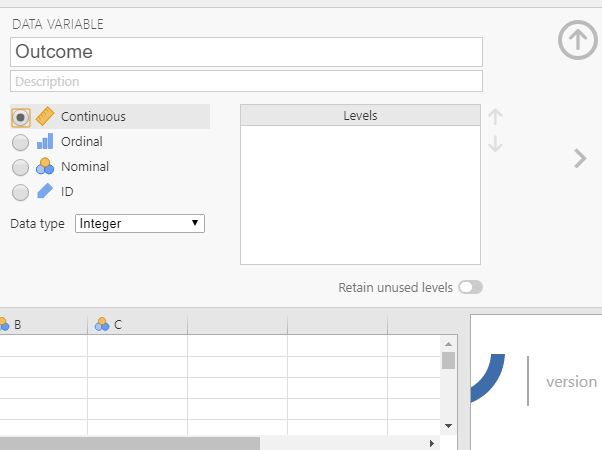 DATA VARIABLE
Outcome
Description
Continuous
Levels
Ordinal
Nominal
ID
Data type Integer
Retain unused levels
B C
version